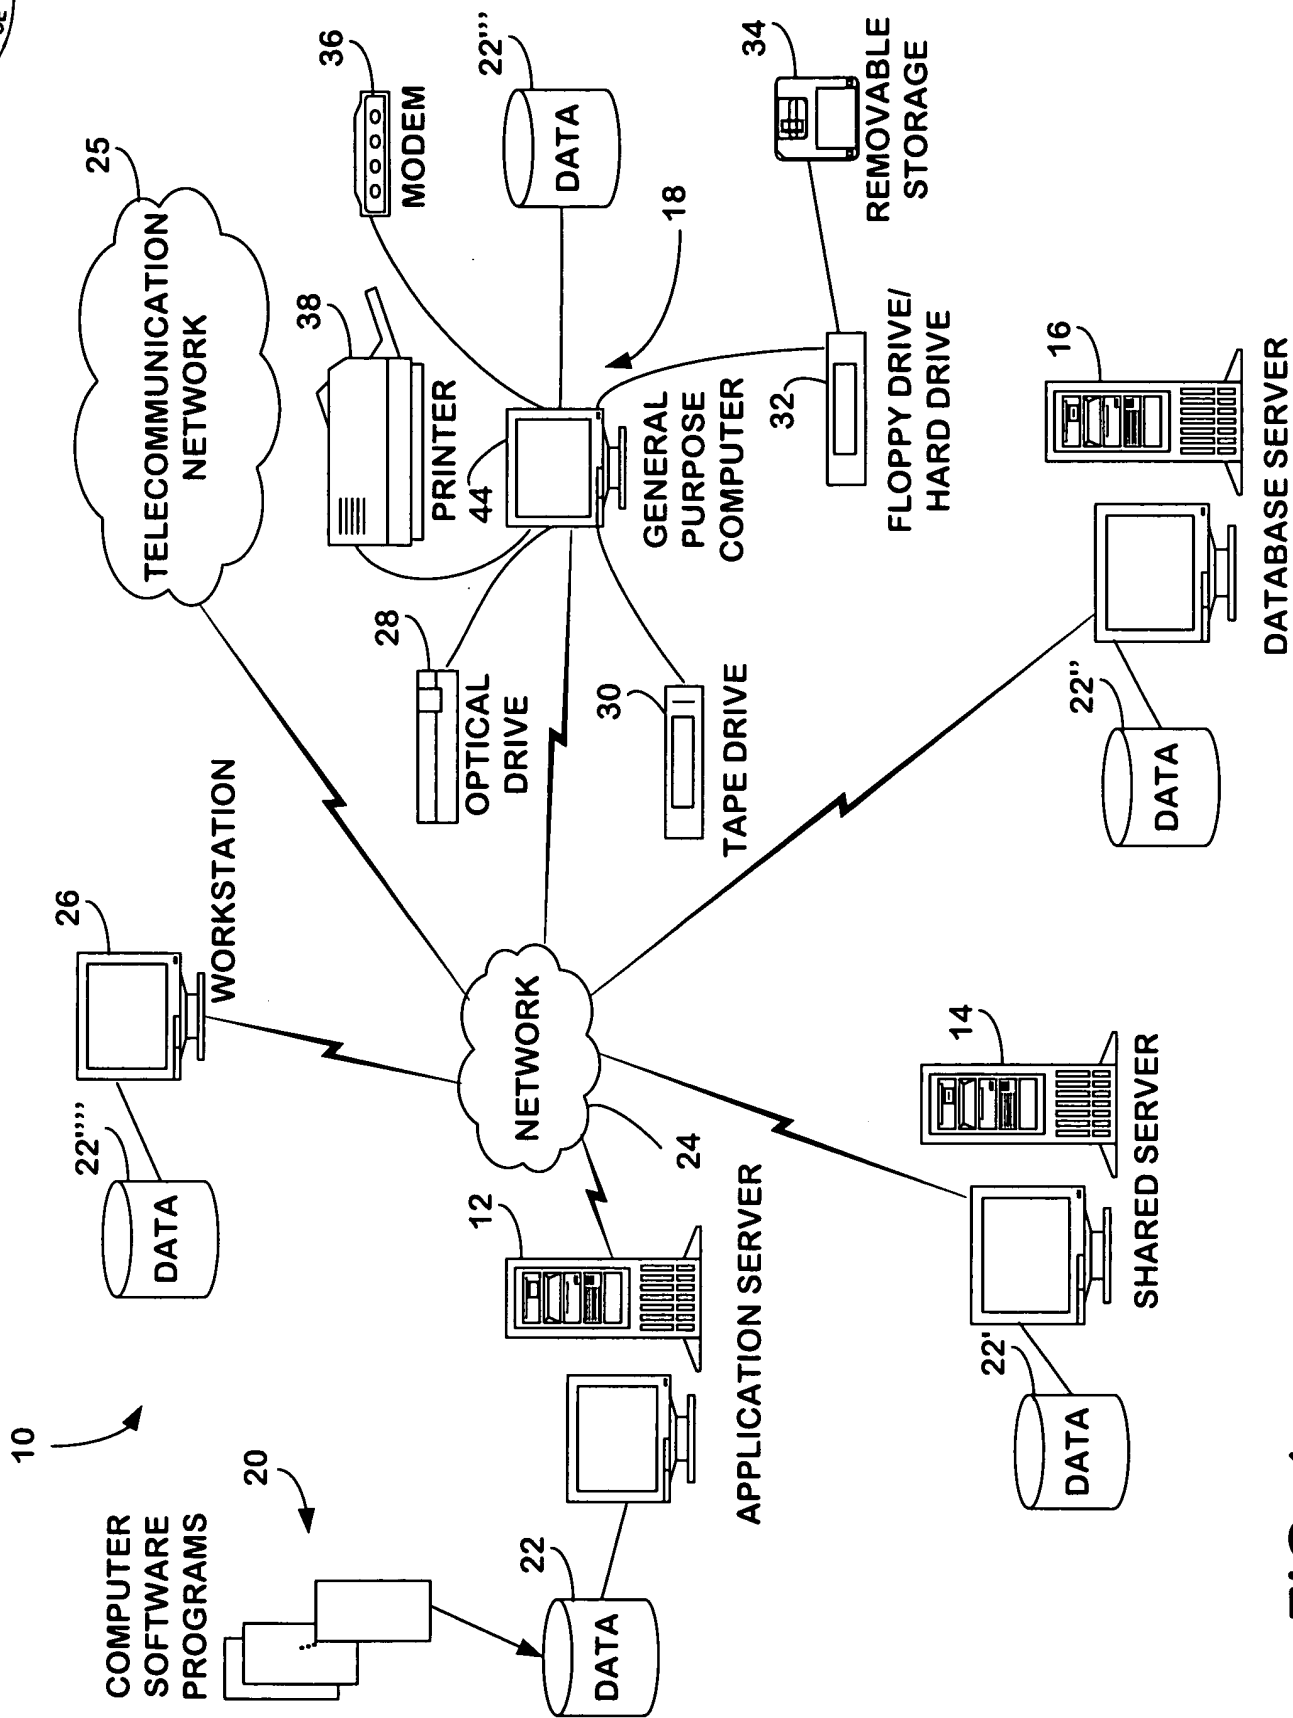 10
COMPUTER
SOFTWARE
PROGRAMS
20
22
DATA
12
APPLICATION SERVER
22''''
DATA
26
WORKSTATION
25
TELECOMMUNICATION
NETWORK
NETWORK
24
28
OPTICAL
DRIVE
30
TAPE DRIVE
38
PRINTER
44
GENERAL
PURPOSE
COMPUTER
18
36
MODEM
22'''
DATA
34
REMOVABLE
STORAGE
32
FLOPPY DRIVE/
HARD DRIVE
22'
DATA
14
SHARED SERVER
22''
DATA
16
DATABASE SERVER